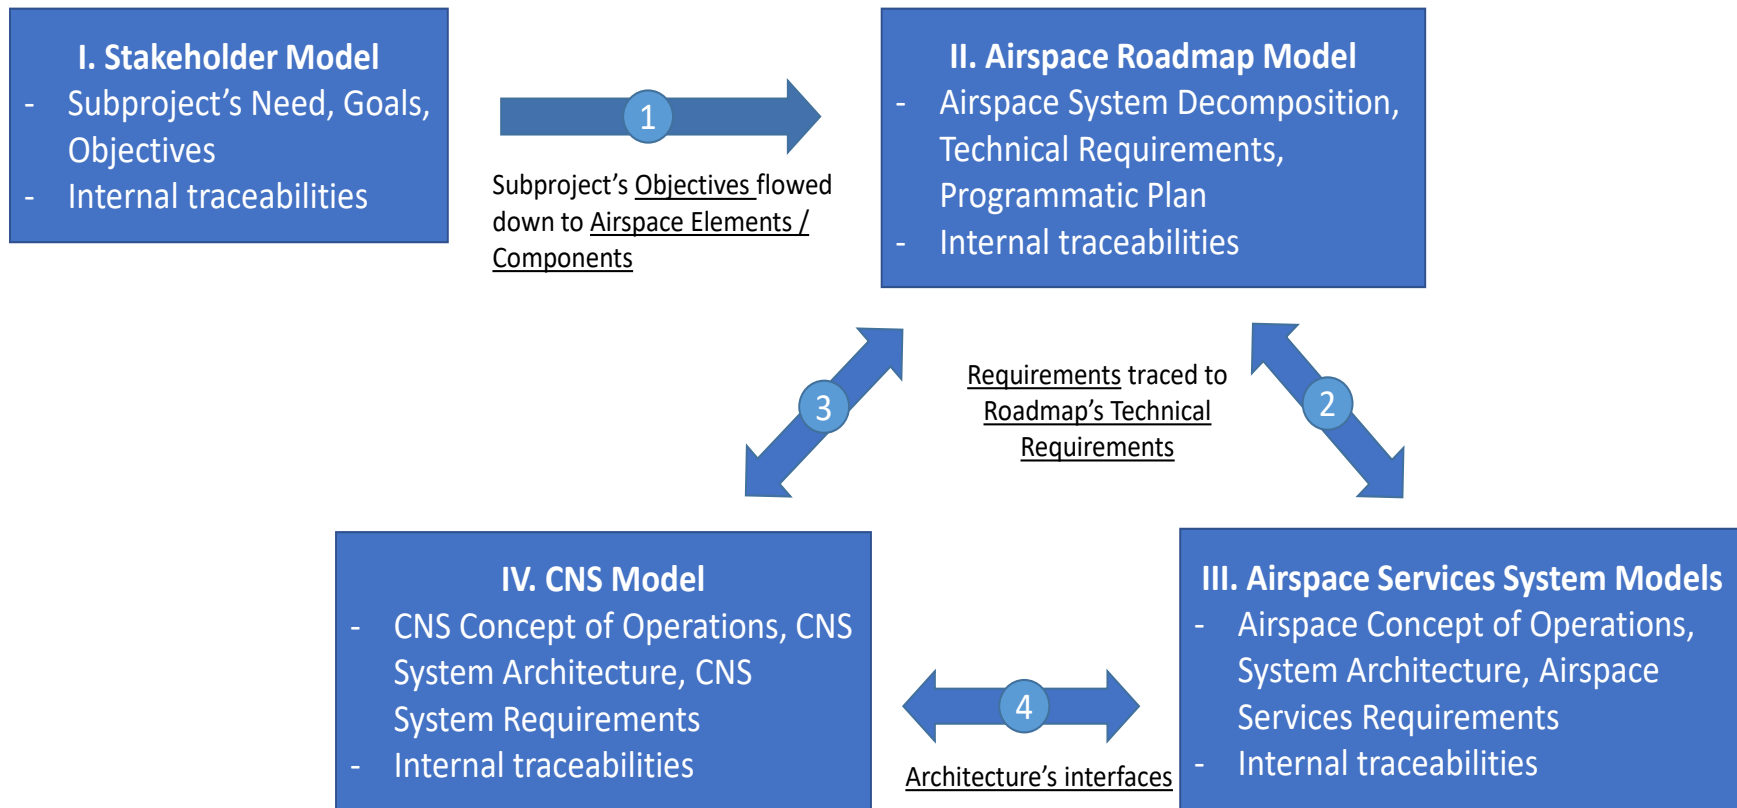 I. Stakeholder Model
- Subproject's Need, Goals,
Objectives
- Internal traceabilities
1
Subproject's Objectives flowed
down to Airspace Elements /
Components
II. Airspace Roadmap Model
- Airspace System Decomposition,
Technical Requirements,
Programmatic Plan
- Internal traceabilities
3
Requirements traced to
Roadmap's Technical
Requirements
2
IV. CNS Model
- CNS Concept of Operations, CNS
System Architecture, CNS
System Requirements
- Internal traceabilities
4
Architecture's interfaces
III. Airspace Services System Models
- Airspace Concept of Operations,
System Architecture, Airspace
Services Requirements
- Internal traceabilities